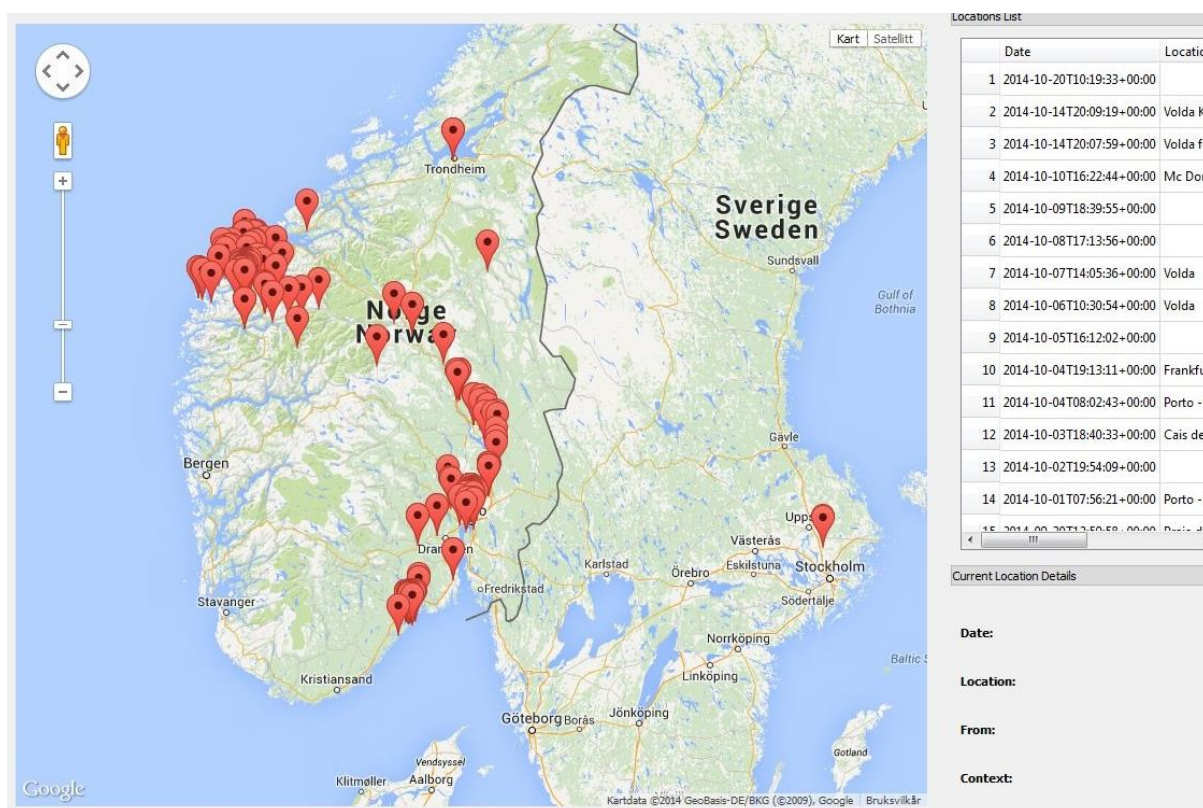 Kart Satellitt
Trondheim
Sverige
Sweden
Sundsvall
Gulf of
Bothnia
Norge
Norway
Gävle
Bergen
Västerås
Karlstad
Örebro
Eskilstuna
Stockholm
Fredrikstad
Södertälje
Stavanger
Norrköping
Baltic
Linköping
Kristiansand
Göteborg
Borås
Jönköping
Gotland
Vendsyssel
Klitmøller
Aalborg
Google
Kartdata ©2014 GeoBasis-DE/BKG (©2009), Google Bruksvilkår
Locations List
Date Locatio
1 2014-10-20T10:19:33+00:00
2 2014-10-14T20:09:19+00:00 Volda K
3 2014-10-14T20:07:59+00:00 Volda f
4 2014-10-10T16:22:44+00:00 Mc Do
5 2014-10-09T18:39:55+00:00
6 2014-10-08T17:13:56+00:00
7 2014-10-07T14:05:36+00:00 Volda
8 2014-10-06T10:30:54+00:00 Volda
9 2014-10-05T16:12:02+00:00
10 2014-10-04T19:13:11+00:00 Frankfu
11 2014-10-04T08:02:43+00:00 Porto -
12 2014-10-03T18:40:33+00:00 Cais de
13 2014-10-02T19:54:09+00:00
14 2014-10-01T07:56:21+00:00 Porto -
Current Location Details
Date:
Location:
From:
Context: